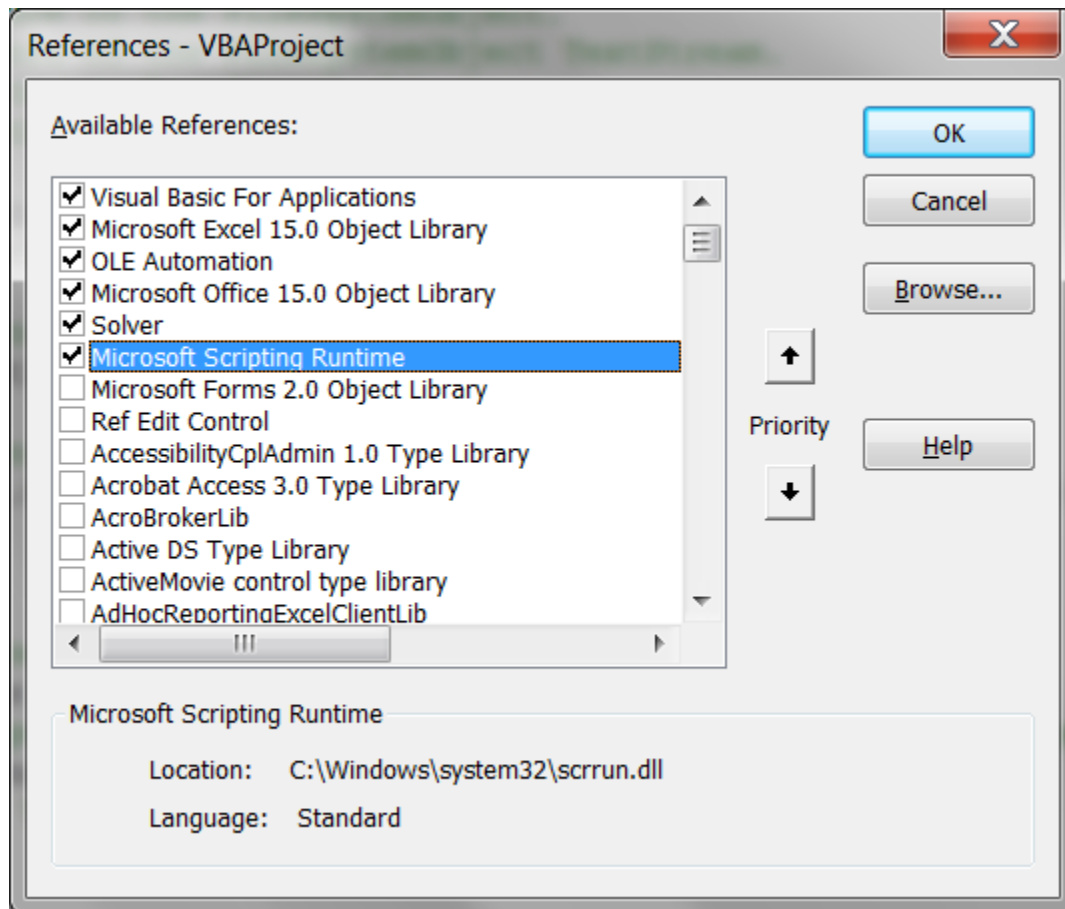 References - VBAProject
Available References:
OK
Cancel
Browse...
Visual Basic For Applications
Microsoft Excel 15.0 Object Library
OLE Automation
Microsoft Office 15.0 Object Library
Solver
Microsoft Scripting Runtime
Microsoft Forms 2.0 Object Library
Ref Edit Control
AccessibilityCplAdmin 1.0 Type Library
Acrobat Access 3.0 Type Library
AcroBrokerLib
Active DS Type Library
ActiveMovie control type library
AdHocReportingExcelClientLib
Priority
Help
Microsoft Scripting Runtime
Location: C:\Windows\system32\scrrun.dll
Language: Standard